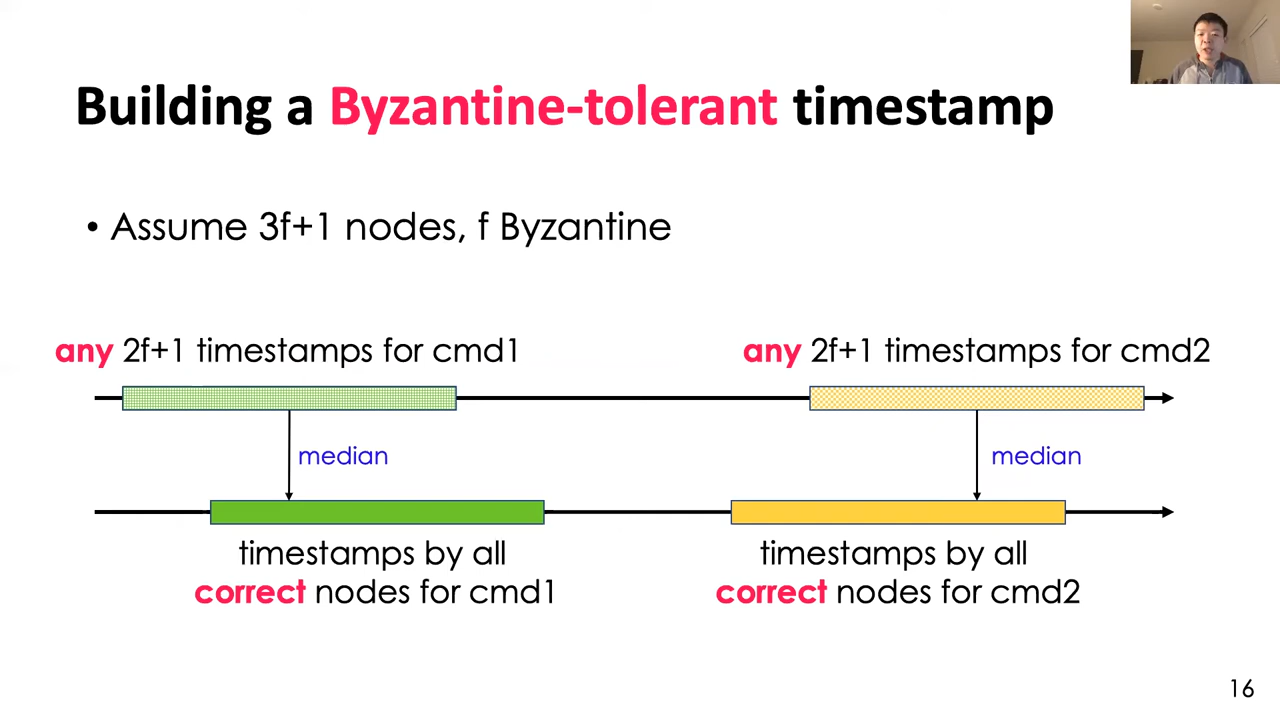 Building a Byzantine-tolerant timestamp
• Assume 3f+1 nodes, f Byzantine
any 2f+1 timestamps for cmd1
any 2f+1 timestamps for cmd2
median
median
timestamps by all
correct nodes for cmd1
timestamps by all
correct nodes for cmd2
16